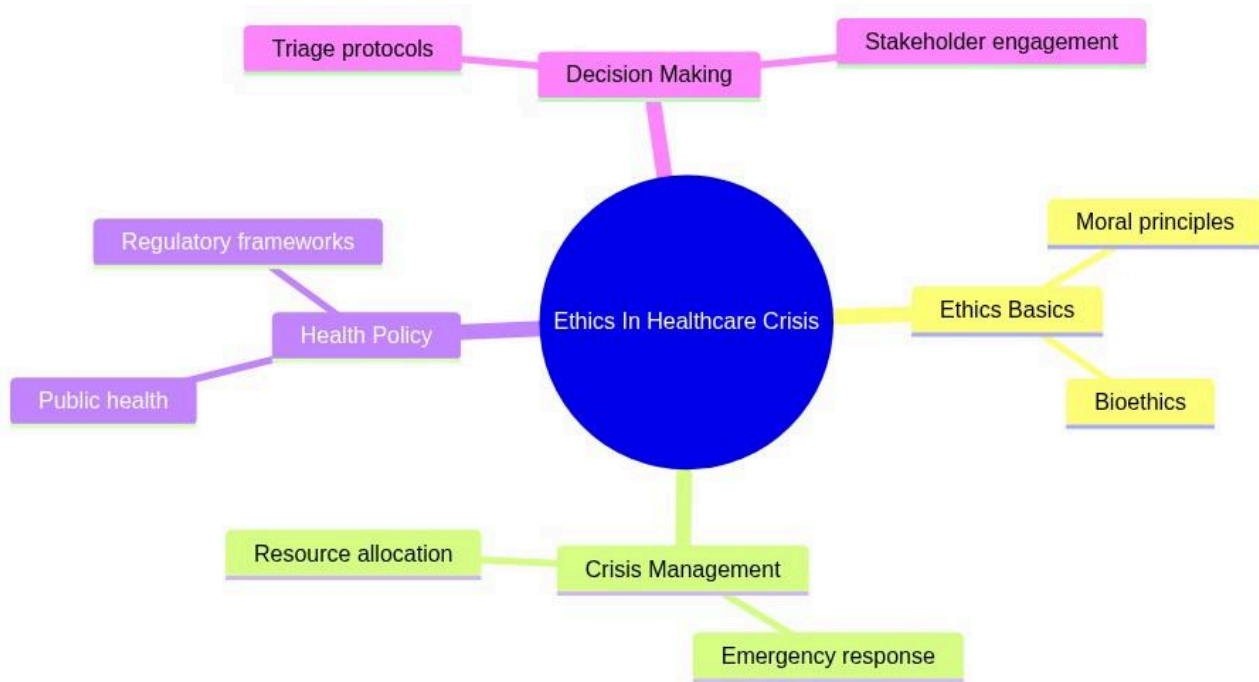 Triage protocols
Decision Making
Stakeholder engagement
Regulatory frameworks
Health Policy
Public health
Ethics In Healthcare Crisis
Moral principles
Ethics Basics
Bioethics
Resource allocation
Crisis Management
Emergency response